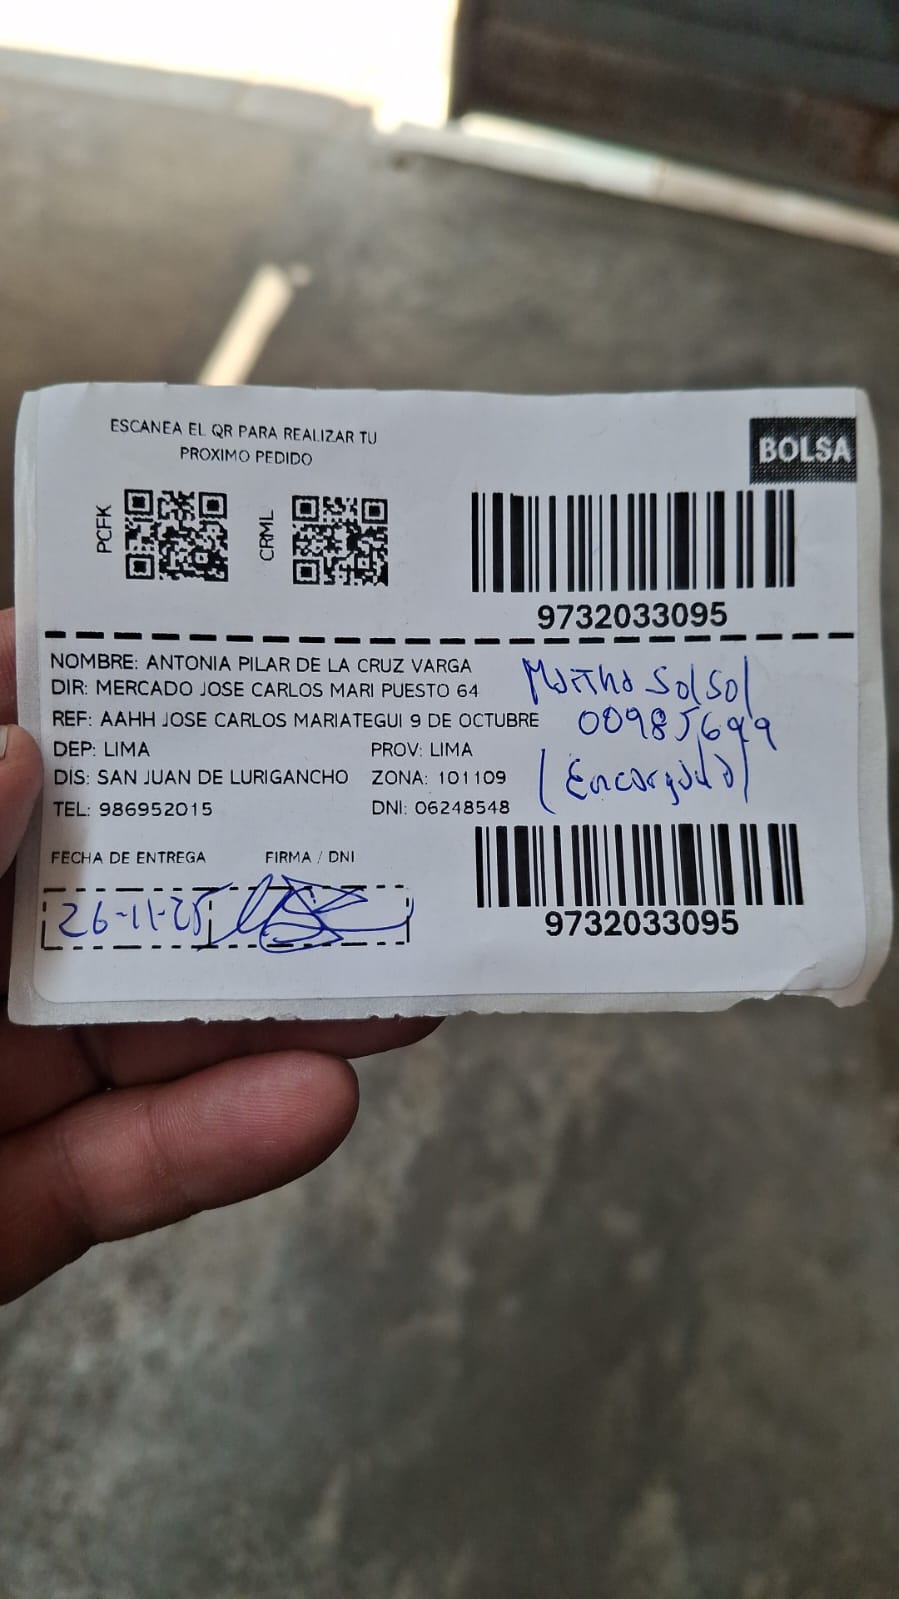 ESCANEA EL QR PARA REALIZAR TU
PROXIMO PEDIDO
BOLSA
PCFK
CRML
9732033095
NOMBRE: ANTONIA PILAR DE LA CRUZ VARGA
DIR: MERCADO JOSE CARLOS MARI PUESTO 64
REF: AAHH JOSE CARLOS MARIATEGUI 9 DE OCTUBRE
DEP: LIMA PROV: LIMA
DIS: SAN JUAN DE LURIGANCHO ZONA: 101109
TEL: 986952015 DNI: 06248548
Martha Solsol
00985699
(Encargada)
FECHA DE ENTREGA FIRMA / DNI
26-11-25
9732033095